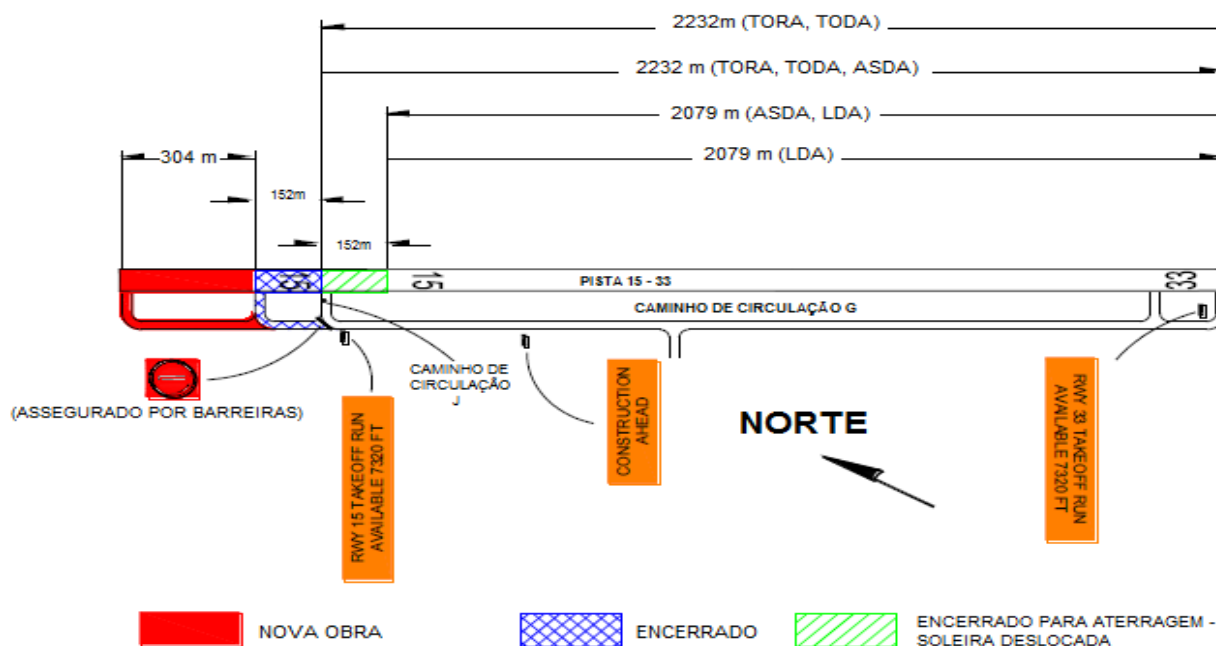 2232m (TORA, TODA)
2232 m (TORA, TODA, ASDA)
2079 m (ASDA, LDA)
304 m
2079 m (LDA)
152m
152m
15
15
PISTA 15 - 33
33
CAMINHO DE CIRCULAÇÃO G
CAMINHO DE
CIRCULAÇÃO
J
(ASSEGURADO POR BARREIRAS)
RWY 15 TAKEOFF RUN
AVAILABLE 7320 FT
CONSTRUCTION
AHEAD
NORTE
RWY 33 TAKEOFF RUN
AVAILABLE 7320 FT
NOVA OBRA
ENCERRADO
ENCERRADO PARA ATERRAGEM -
SOLEIRA DESLOCADA